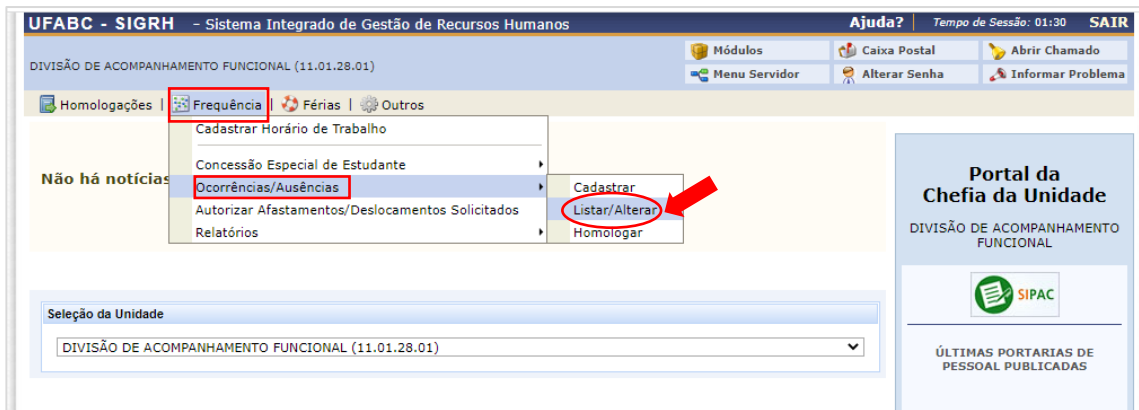 UFABC - SIGRH - Sistema Integrado de Gestão de Recursos Humanos Ajuda? Tempo de Sessão: 01:30 SAIR
DIVISÃO DE ACOMPANHAMENTO FUNCIONAL (11.01.28.01)
Módulos Caixa Postal Abrir Chamado
Menu Servidor Alterar Senha Informar Problema
Homologações | Frequência | Férias | Outros
Cadastrar Horário de Trabalho
Concessão Especial de Estudante
Ocorrências/Ausências
Autorizar Afastamentos/Deslocamentos Solicitados
Relatórios
Cadastrar
Listar/Alterar
Homologar
Não há notícias
Seleção da Unidade
DIVISÃO DE ACOMPANHAMENTO FUNCIONAL (11.01.28.01)
Portal da
Chefia da Unidade
DIVISÃO DE ACOMPANHAMENTO
FUNCIONAL
SIPAC
ÚLTIMAS PORTARIAS DE
PESSOAL PUBLICADAS